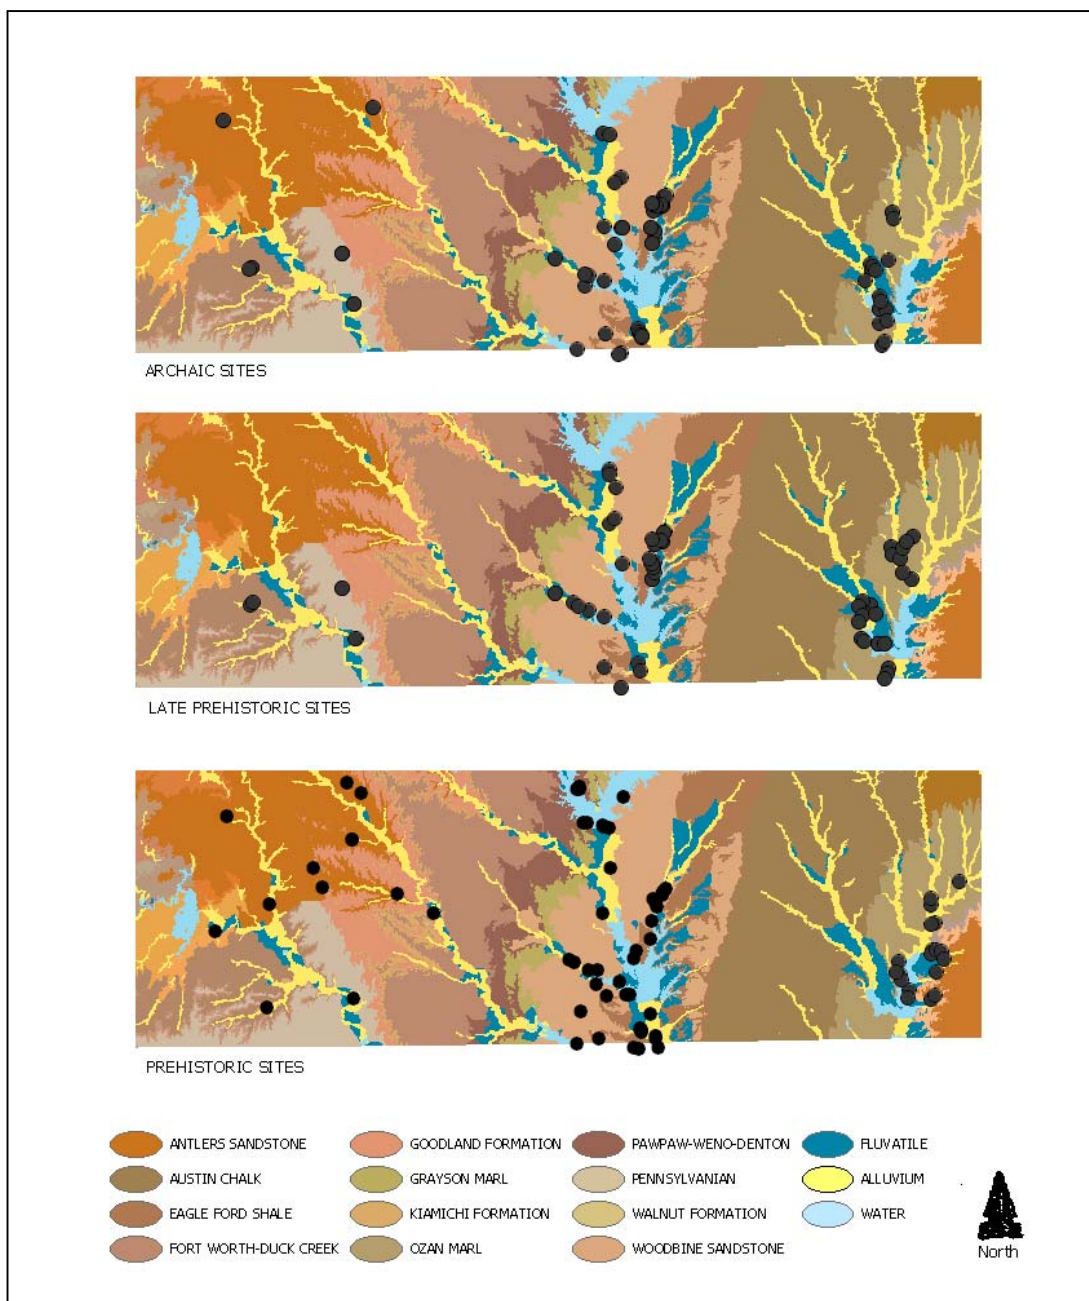 ARCHAIC SITES
LATE PREHISTORIC SITES
PREHISTORIC SITES
ANTLERS SANDSTONE
AUSTIN CHALK
EAGLE FORD SHALE
FORT WORTH-DUCK CREEK
GOODLAND FORMATION
GRAYSON MARL
KIAMICHI FORMATION
OZAN MARL
PAWPAW-WENO-DENTON
PENNSYLVANIAN
WALNUT FORMATION
WOODBINE SANDSTONE
FLUVATILE
ALLUVIUM
WATER
North